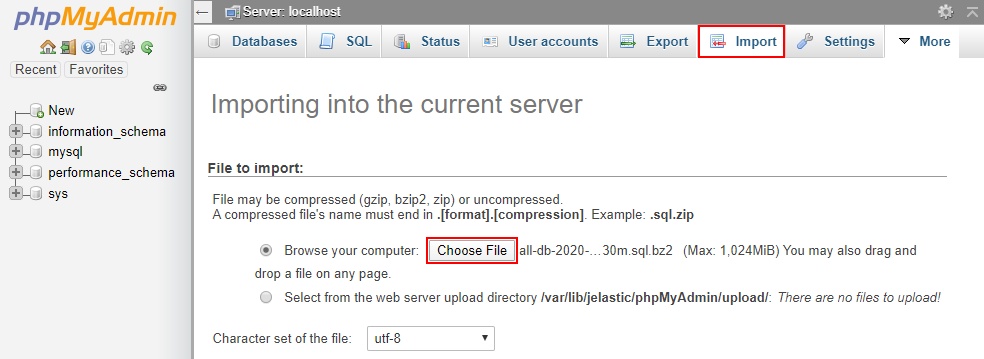 phpMyAdmin
Recent Favorites
New
information_schema
mysql
performance_schema
sys
Server: localhost
Databases SQL Status User accounts Export Import Settings More
Importing into the current server
File to import:
File may be compressed (gzip, bzip2, zip) or uncompressed.
A compressed file's name must end in .[format].[compression]. Example: .sql.zip
Browse your computer: Choose File all-db-2020-...30m.sql.bz2 (Max: 1,024MiB) You may also drag and
drop a file on any page.
Select from the web server upload directory /var/lib/jelastic/phpMyAdmin/upload/: There are no files to upload!
Character set of the file: utf-8